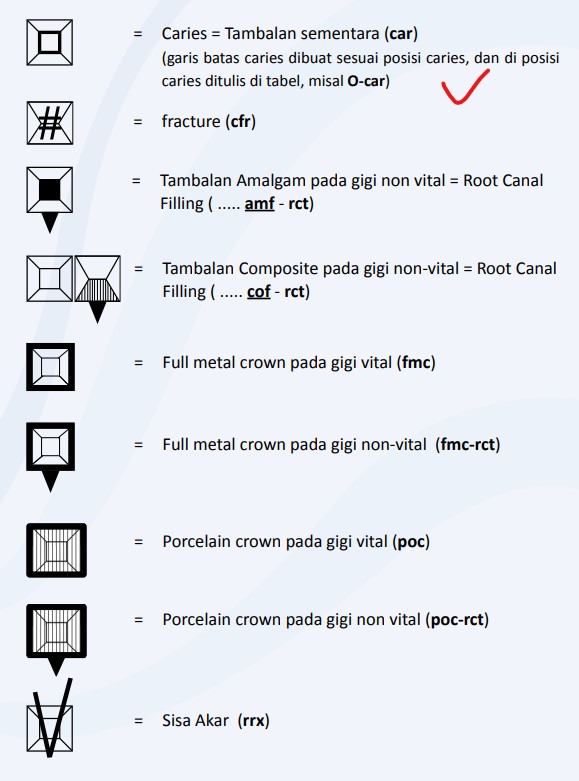 = Caries = Tambalan sementara (car)
(garis batas caries dibuat sesuai posisi caries, dan di posisi
caries ditulis di tabel, misal O-car)
# = fracture (cfr)
= Tambalan Amalgam pada gigi non vital = Root Canal
Filling ( ..... amf - rct)
= Tambalan Composite pada gigi non-vital = Root Canal
Filling ( ..... cof - rct)
= Full metal crown pada gigi vital (fmc)
= Full metal crown pada gigi non-vital (fmc-rct)
= Porcelain crown pada gigi vital (poc)
= Porcelain crown pada gigi non vital (poc-rct)
= Sisa Akar (rrx)